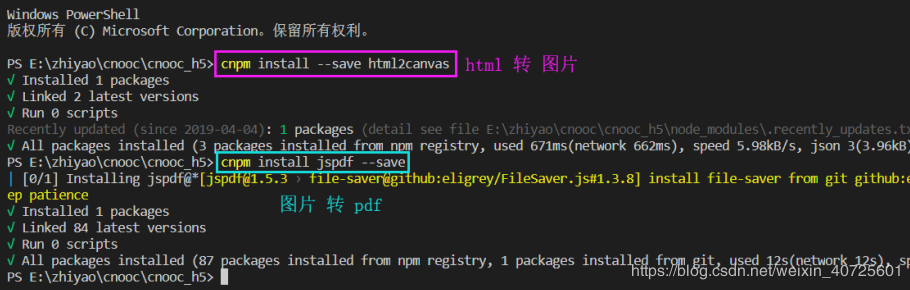 Windows PowerShell
版权所有 (C) Microsoft Corporation。保留所有权利。
PS E:\zhiyao\cnooc\cnooc_h5> cnpm install --save html2canvas html 转 图片
√ Installed 1 packages
√ Linked 2 latest versions
√ Run 0 scripts
Recently updated (since 2019-04-04): 1 packages (detail see file E:\zhiyao\cnooc\cnooc_h5\node_modules\.recently_updates.tx
√ All packages installed (3 packages installed from npm registry, used 671ms(network 662ms), speed 5.98kB/s, json 3(3.96kB)
PS E:\zhiyao\cnooc\cnooc_h5> cnpm install jspdf --save
| [0/1] Installing jspdf@*[jspdf@1.5.3 › file-saver@github:eligrey/FileSaver.js#1.3.8] install file-saver from git github:e
ep patience
图片 转 pdf
√ Installed 1 packages
√ Linked 84 latest versions
√ Run 0 scripts
√ All packages installed (87 packages installed from npm registry, 1 packages installed from git, used 12s(network 12s), sp
PS E:\zhiyao\cnooc\cnooc_h5>
https://blog.csdn.net/weixin_40725601